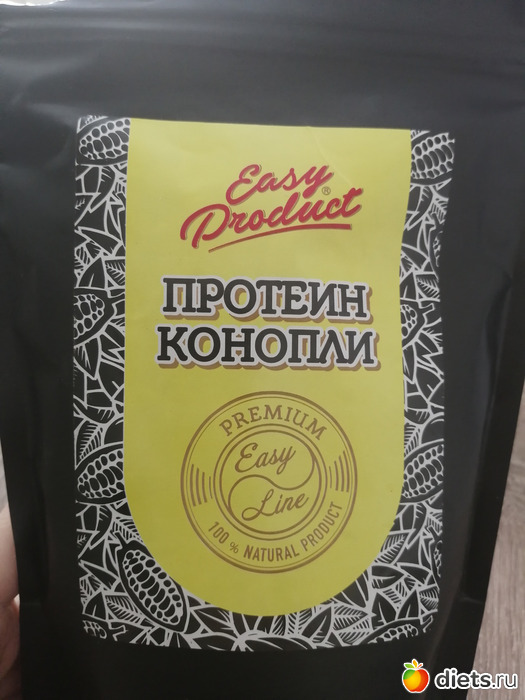 Easy
Product®
ПРОТЕИН
КОНОПЛИ
PREMIUM
Easy
Line
100 % NATURAL PRODUCT
diets.ru